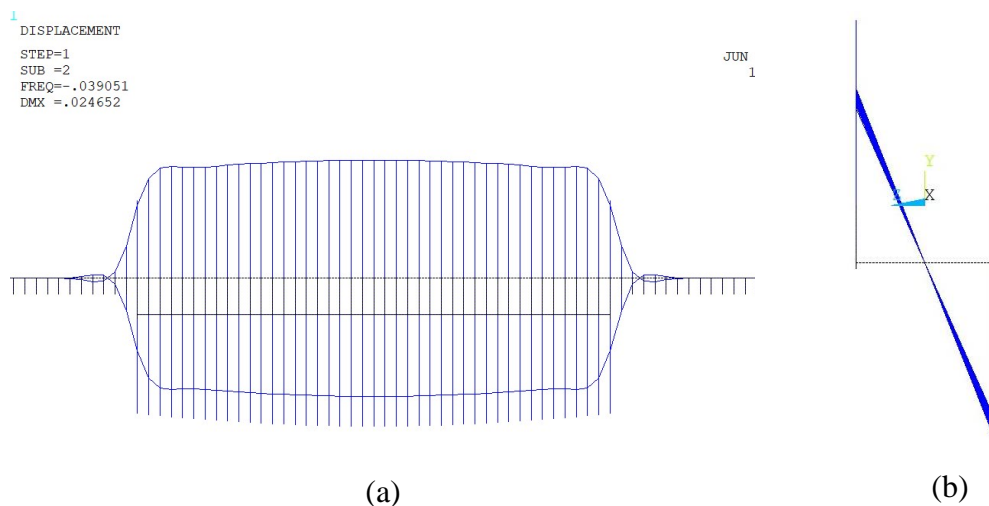 1
DISPLACEMENT
STEP=1
SUB =2
FREQ=-.039051
DMX =.024652
JUN
1
Y
Z
X
(a)
(b)